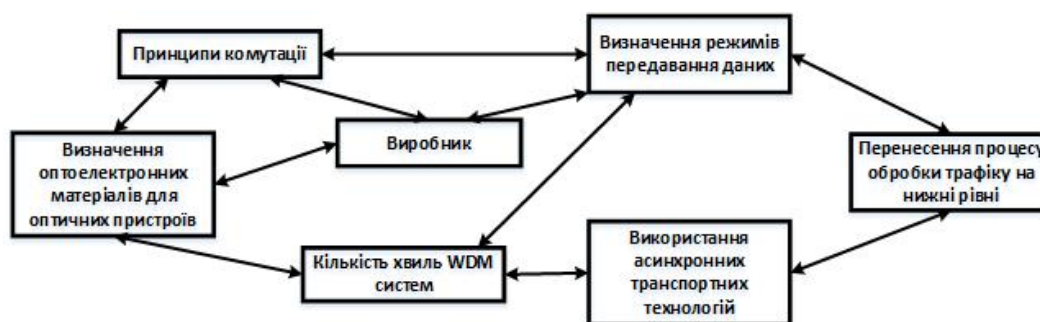 Принципи комутації
Визначення режимів
передавання даних
Виробник
Визначення
оптоелектронних
матеріалів для
оптичних пристроїв
Перенесення процесу
обробки трафіку на
нижні рівні
Кількість хвиль WDM
систем
Використання
асинхронних
транспортних
технологій